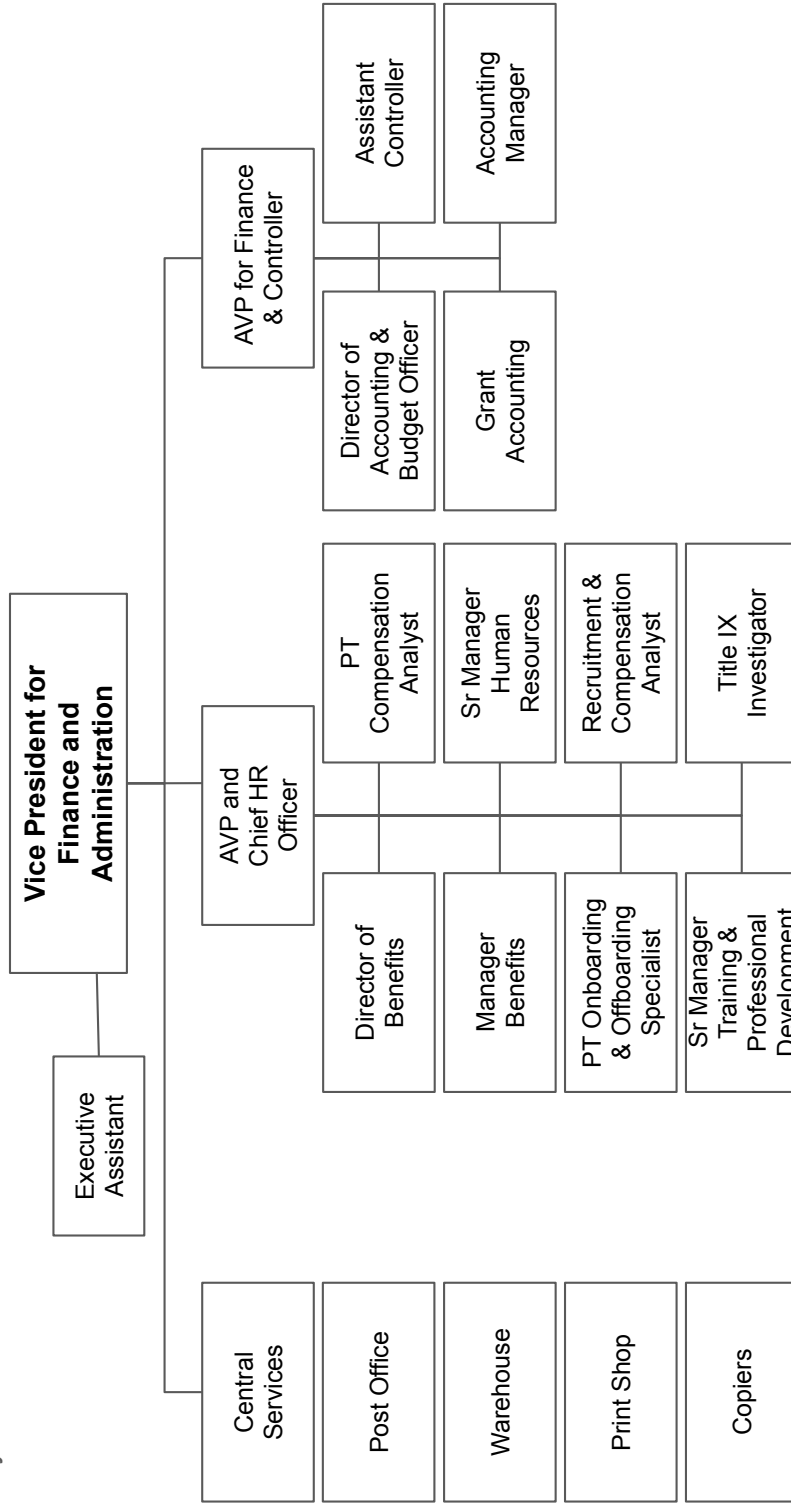 Vice President for
Finance and
Administration
Executive
Assistant
Central
Services
Post Office
Warehouse
Print Shop
Copiers
AVP and
Chief HR
Officer
Director of
Benefits
PT
Compensation
Analyst
Manager
Benefits
Sr Manager
Human
Resources
PT Onboarding
& Offboarding
Specialist
Recruitment &
Compensation
Analyst
Sr Manager
Training &
Professional
Development
Title IX
Investigator
AVP for Finance
& Controller
Director of
Accounting &
Budget Officer
Assistant
Controller
Grant
Accounting
Accounting
Manager